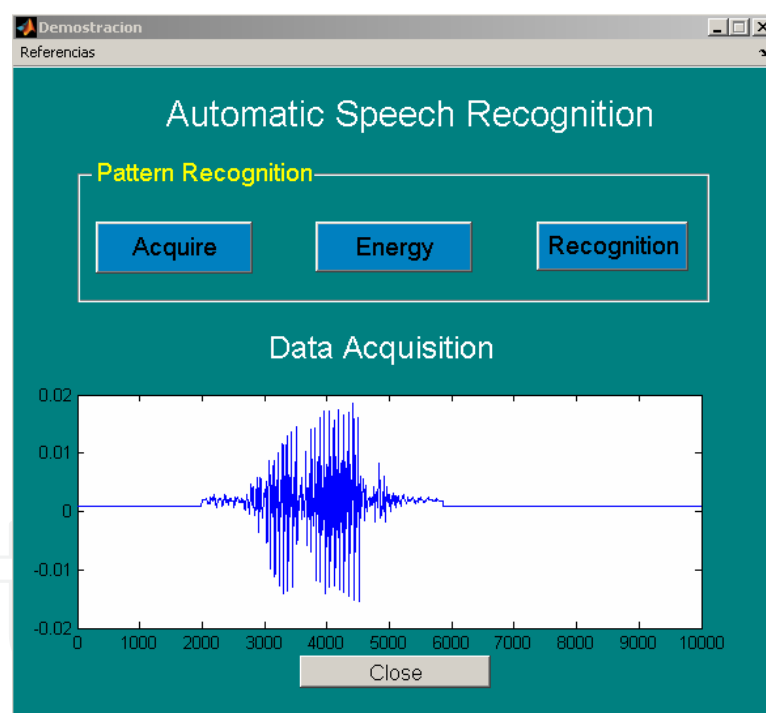 Demostracion
Referencias
Automatic Speech Recognition
Pattern Recognition
Acquire Energy Recognition
Data Acquisition
0.02
0.01
0
-0.01
-0.02
0 1000 2000 3000 4000 5000 6000 7000 8000 9000 10000
Close